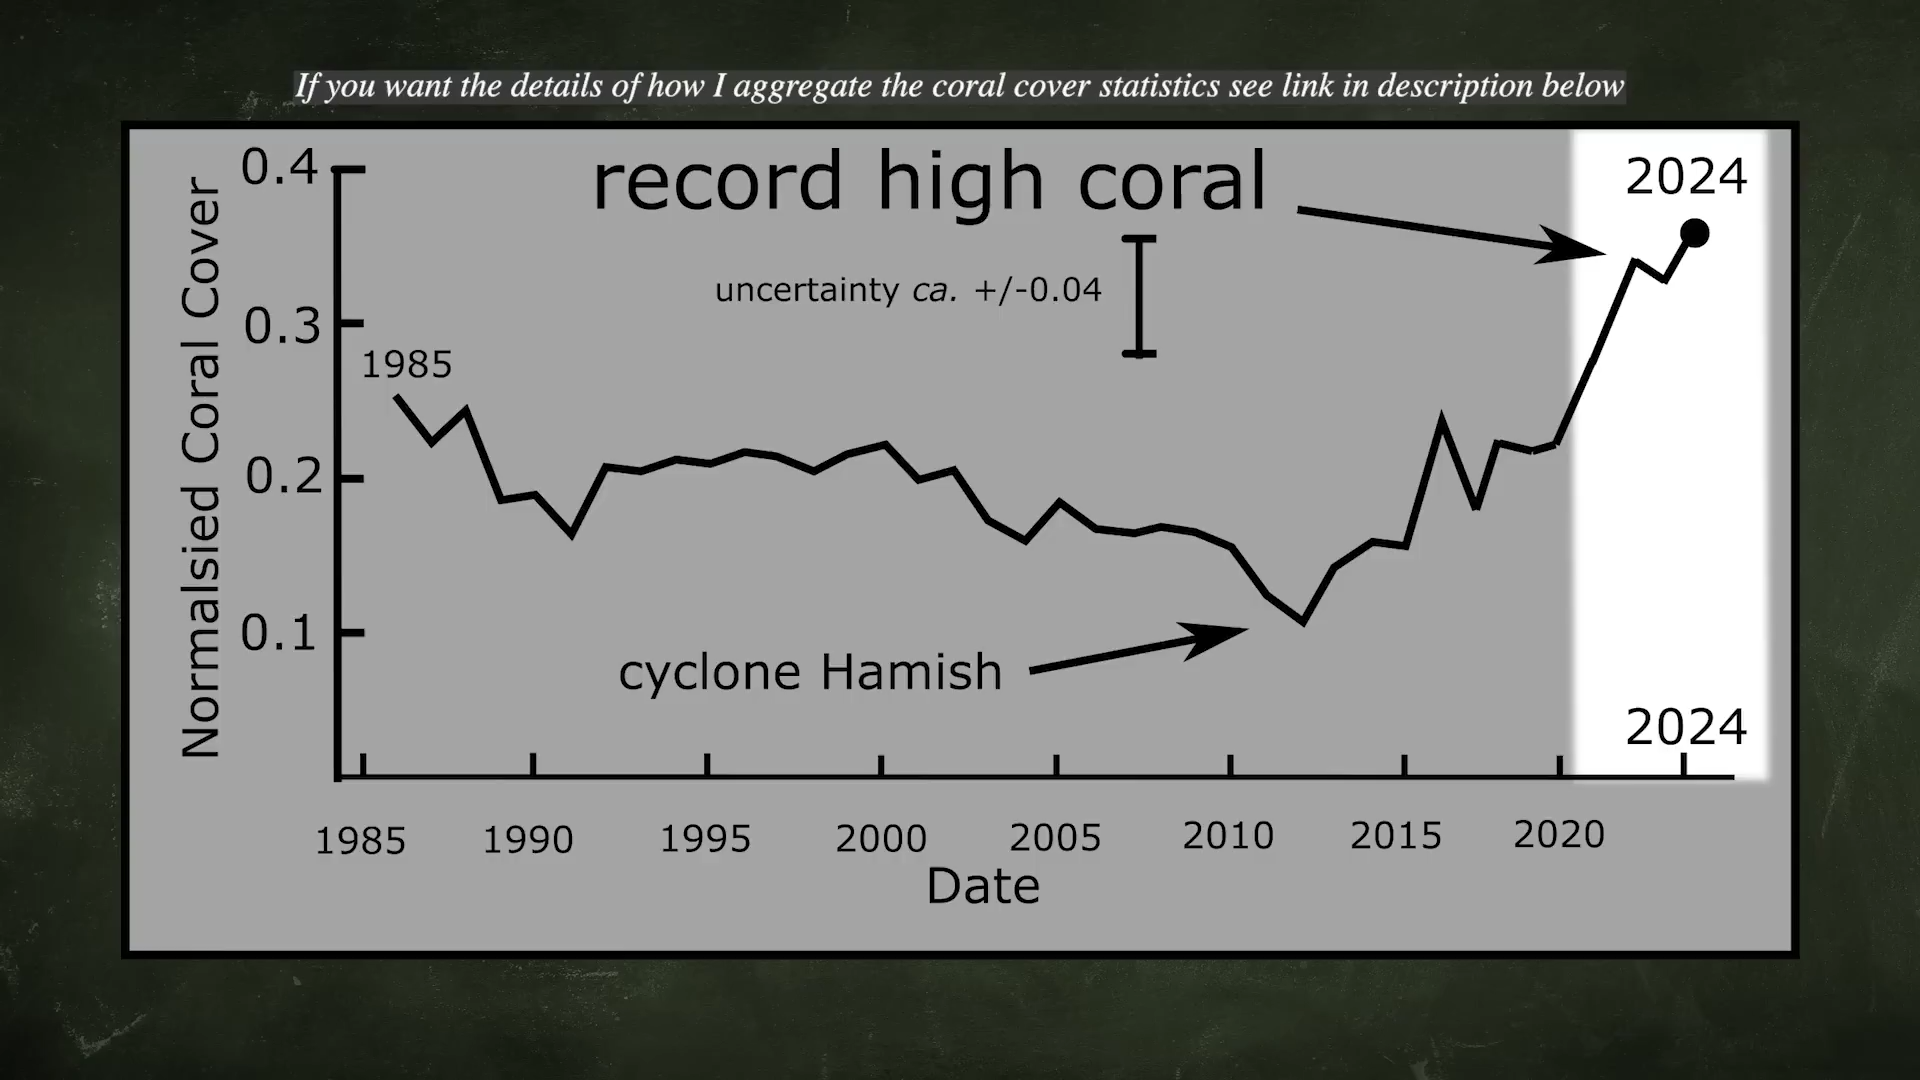 If you want the details of how I aggregate the coral cover statistics see link in description below
record high coral
2024
uncertainty ca. +/-0.04
1985
cyclone Hamish
2024
Normalsied Coral Cover
0.4
0.3
0.2
0.1
1985 1990 1995 2000 2005 2010 2015 2020
Date